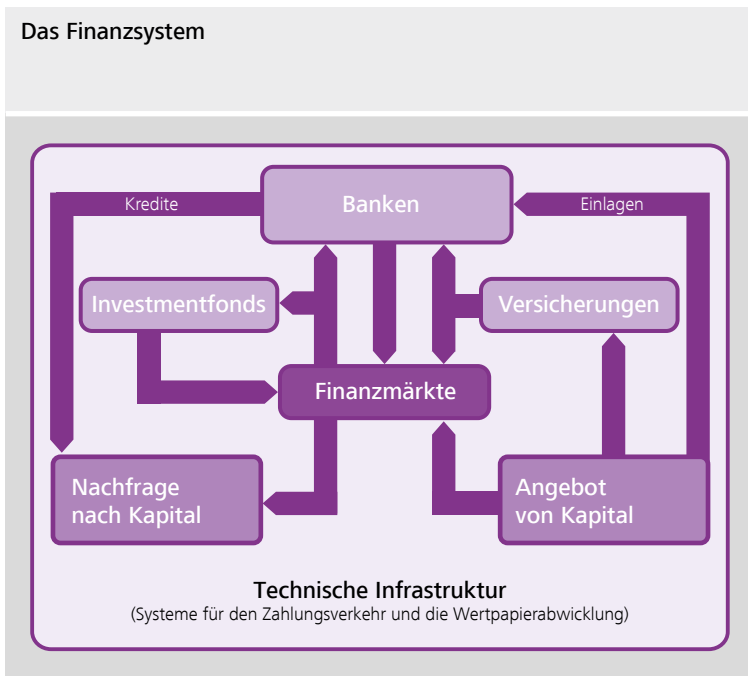 Das Finanzsystem
Kredite
Banken
Einlagen
Investmentfonds
Versicherungen
Finanzmärkte
Nachfrage
nach Kapital
Angebot
von Kapital
Technische Infrastruktur
(Systeme für den Zahlungsverkehr und die Wertpapierabwicklung)